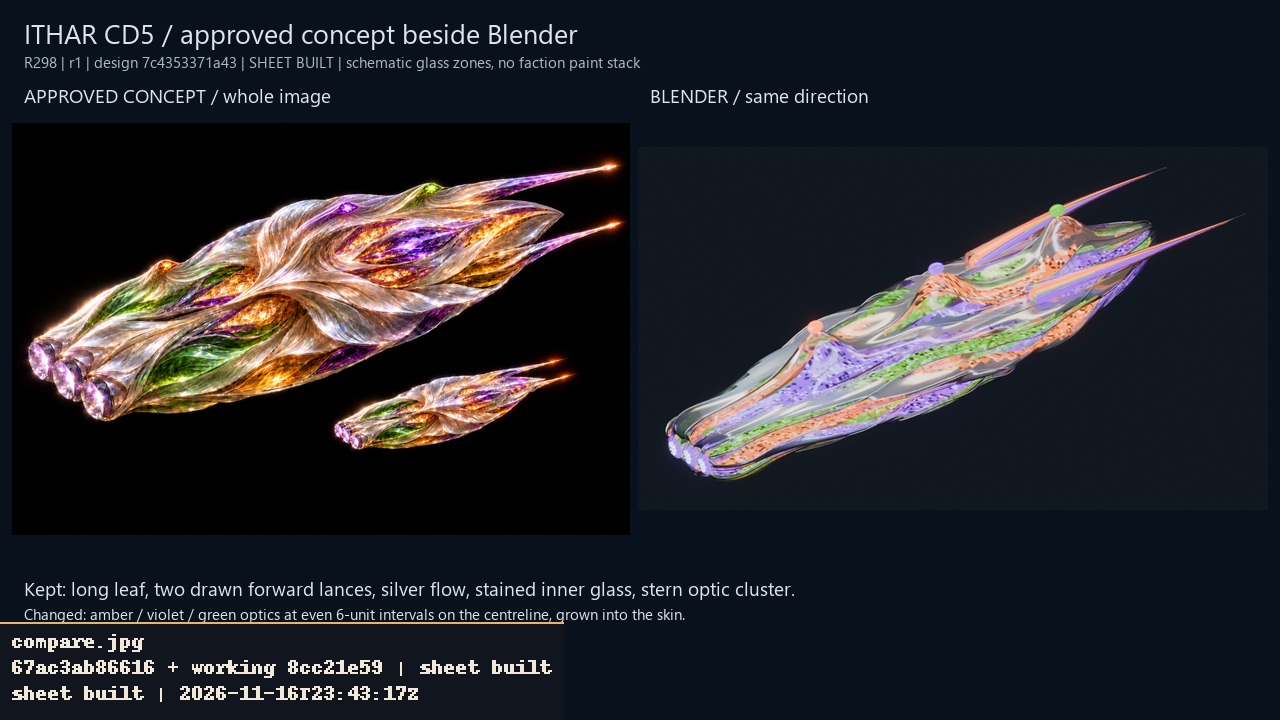 ITHAR CD5 / approved concept beside Blender
R298 | r1 | design 7c4353371a43 | SHEET BUILT | schematic glass zones, no faction paint stack
APPROVED CONCEPT / whole image
BLENDER / same direction
Kept: long leaf, two drawn forward lances, silver flow, stained inner glass, stern optic cluster.
Changed: amber / violet / green optics at even 6-unit intervals on the centreline, grown into the skin.
compare.jpg
67ac3ab86616 + working 8cc21e59 | sheet built
sheet built | 2026-11-16T23:43:17Z